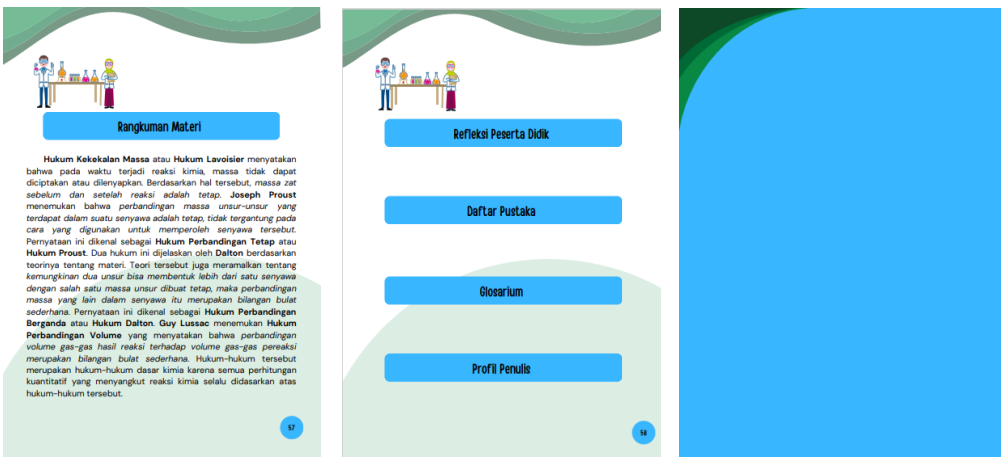 Rangkuman Materi
Hukum Kekekalan Massa atau Hukum Lavoisier menyatakan
bahwa pada waktu terjadi reaksi kimia, massa tidak dapat
diciptakan atau dilenyapkan. Berdasarkan hal tersebut, massa zat
sebelum dan setelah reaksi adalah tetap. Joseph Proust
menemukan bahwa perbandingan massa unsur-unsur yang
terdapat dalam suatu senyawa adalah tetap, tidak tergantung pada
cara yang digunakan untuk memperoleh senyawa tersebut.
Pernyataan ini dikenal sebagai Hukum Perbandingan Tetap atau
Hukum Proust. Dua hukum ini dijelaskan oleh Dalton berdasarkan
teorinya tentang materi. Teori tersebut juga meramalkan tentang
kemungkinan dua unsur bisa membentuk lebih dari satu senyawa
dengan salah satu massa unsur dibuat tetap, maka perbandingan
massa yang lain dalam senyawa itu merupakan bilangan bulat
sederhana. Pernyataan ini dikenal sebagai Hukum Perbandingan
Berganda atau Hukum Dalton. Guy Lussac menemukan Hukum
Perbandingan Volume yang menyatakan bahwa perbandingan
volume gas-gas hasil reaksi terhadap volume gas-gas pereaksi
merupakan bilangan bulat sederhana. Hukum-hukum tersebut
merupakan hukum-hukum dasar kimia karena semua perhitungan
kuantitatif yang menyangkut reaksi kimia selalu didasarkan atas
hukum-hukum tersebut.
57
Refleksi Peserta Didik
Daftar Pustaka
Glosarium
Profil Penulis
58